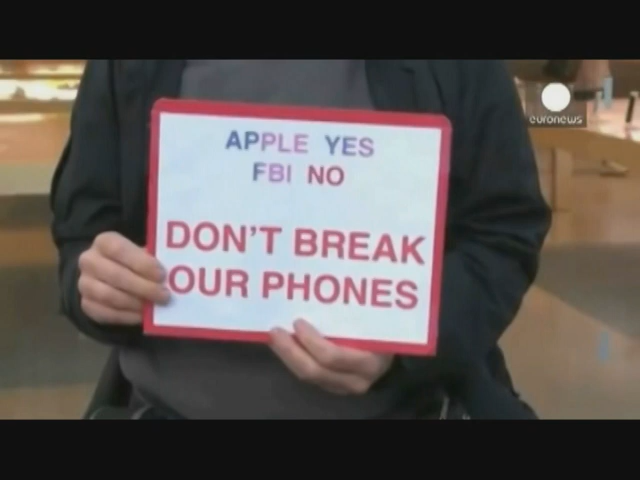 euronews
APPLE YES
FBI NO
DON'T BREAK
OUR PHONES